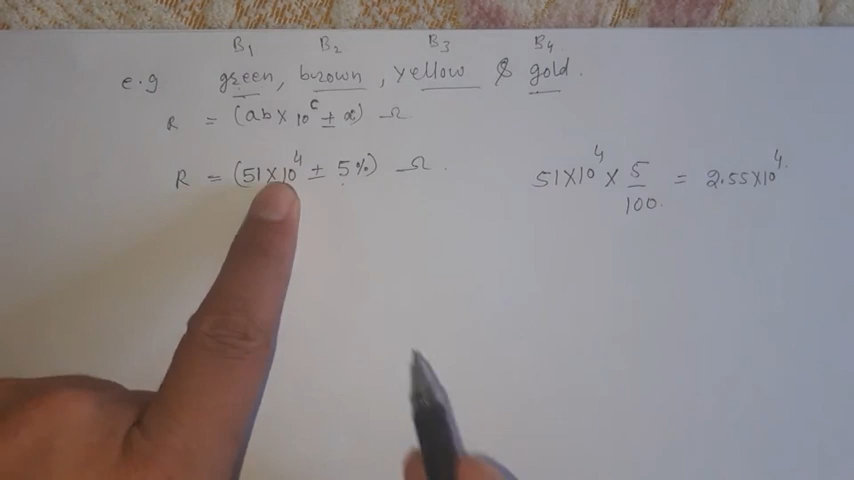 B1 B2 B3 B4
e.g green, brown, yellow & gold.
R = (ab × 10^c ± x) Ω
R = (51×10^4 ± 5%) Ω. 51×10^4 × 5/100. = 2.55×10^4.